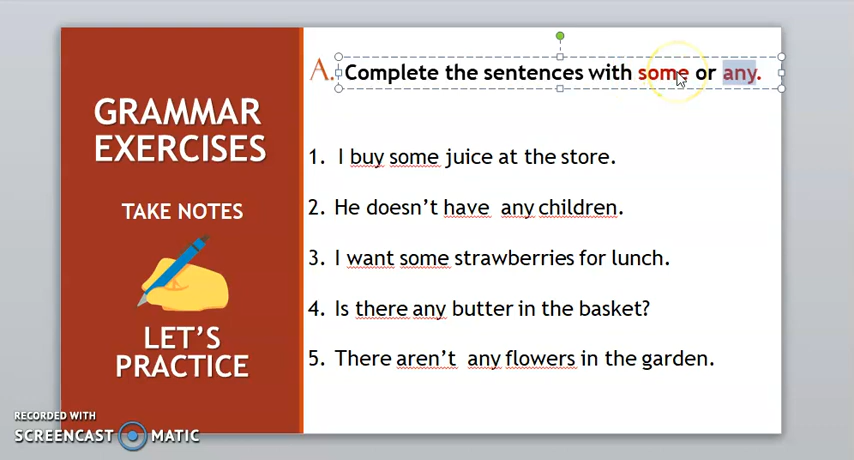 A. Complete the sentences with some or any.
GRAMMAR
EXERCISES
TAKE NOTES
LET'S
PRACTICE
1. I buy some juice at the store.
2. He doesn't have any children.
3. I want some strawberries for lunch.
4. Is there any butter in the basket?
5. There aren't any flowers in the garden.
RECORDED WITH
SCREENCAST MATIC